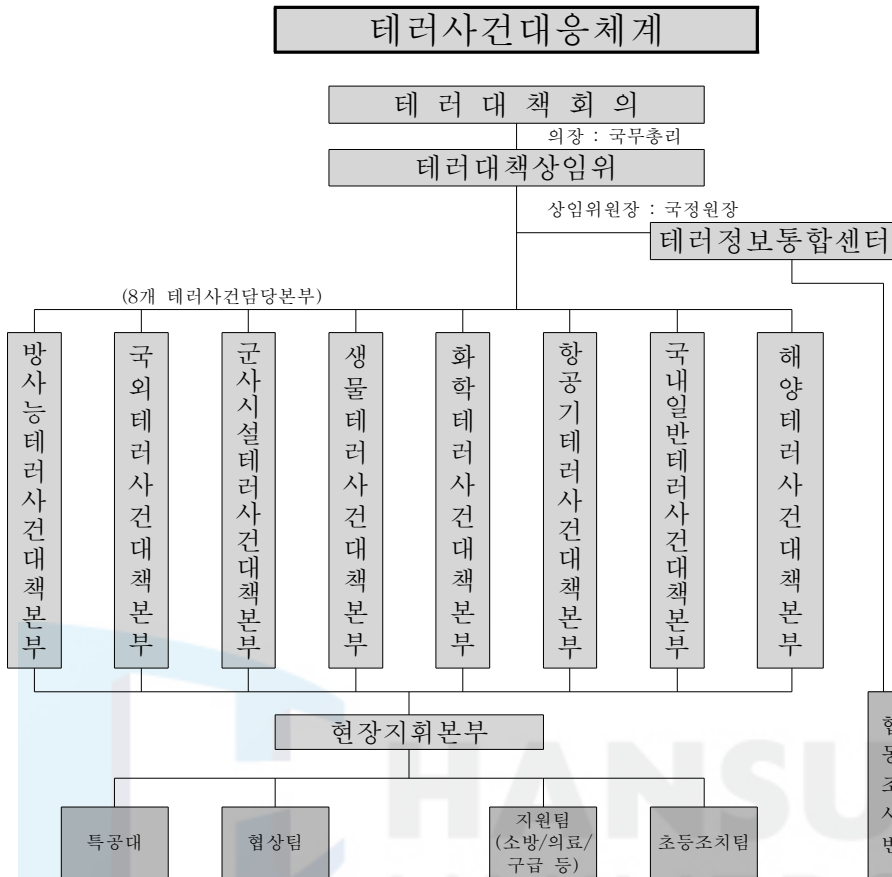 테러사건대응체계
테 러 대 책 회 의
의장 : 국무총리
테러대책상임위
상임위원장 : 국정원장
테러정보통합센터
(8개 테러사건담당본부)
방사능테러사건대책본부
국외테러사건대책본부
군사시설테러사건대책본부
생물테러사건대책본부
화학테러사건대책본부
항공기테러사건대책본부
국내일반테러사건대책본부
해양테러사건대책본부
현장지휘본부
특공대
협상팀
지원팀
(소방/의료/
구급 등)
초등조치팀
HANSU